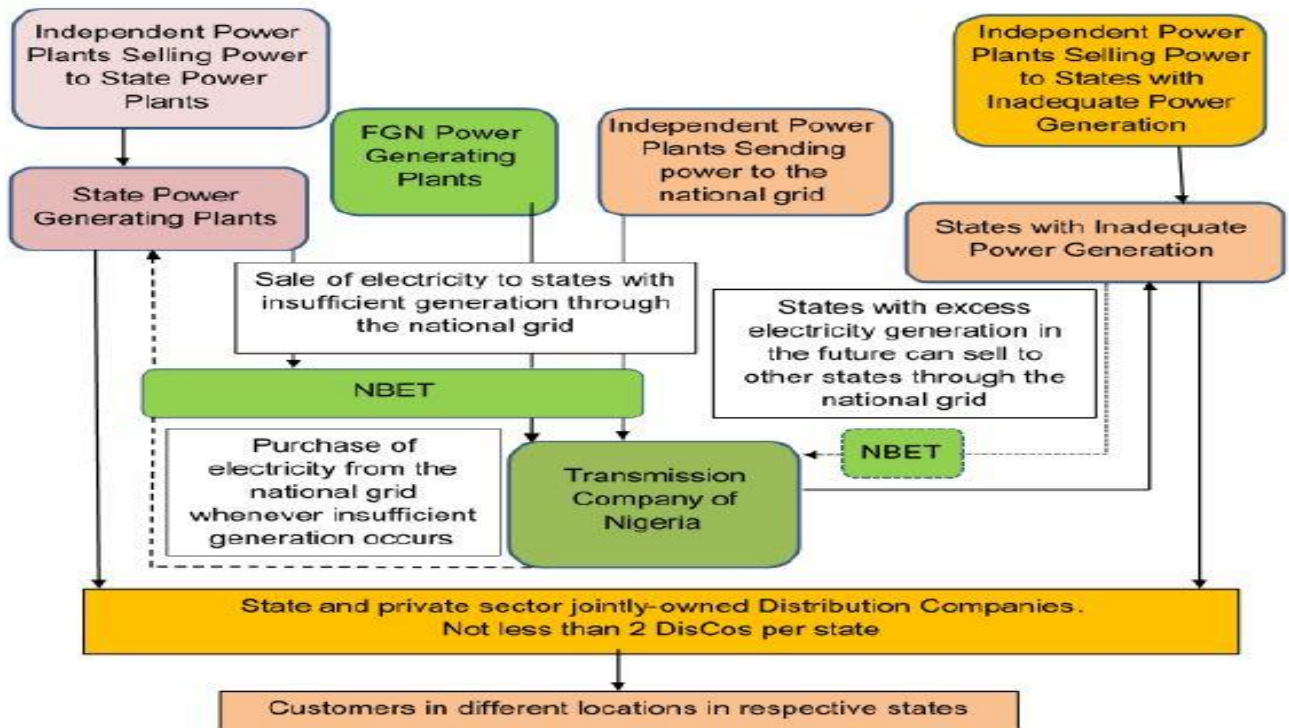 Independent Power
Plants Selling Power
to State Power
Plants
Independent Power
Plants Selling Power
to States with
Inadequate Power
Generation
FGN Power
Generating
Plants
Independent Power
Plants Sending
power to the
national grid
State Power
Generating Plants
States with Inadequate
Power Generation
Sale of electricity to states with
insufficient generation through
the national grid
States with excess
electricity generation in
the future can sell to
other states through the
national grid
NBET
Purchase of
electricity from the
national grid
whenever insufficient
generation occurs
Transmission
Company of
Nigeria
NBET
State and private sector jointly-owned Distribution Companies.
Not less than 2 DisCos per state
Customers in different locations in respective states